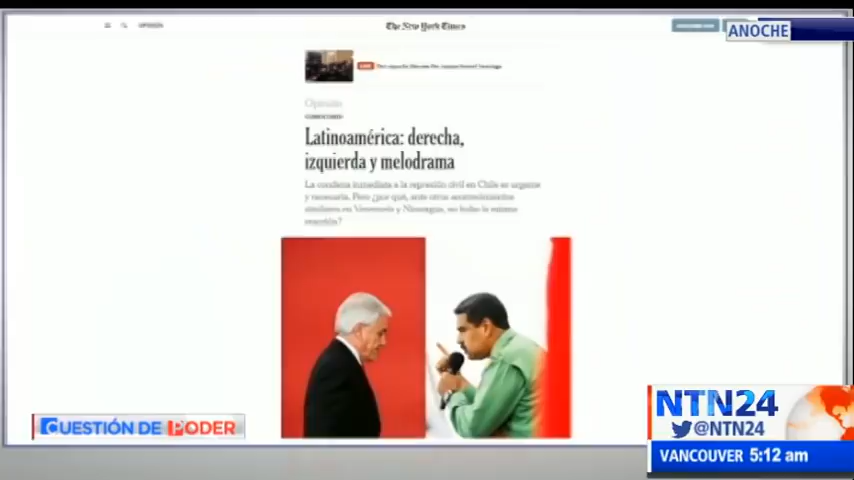 OPINIÓN
The New York Times
ANOCHE
Opinión
Latinoamérica: derecha,
izquierda y melodrama
La condena inmediata a la represión civil en Chile es urgente
y necesaria. Pero ¿por qué, ante otros acontecimientos
similares en Venezuela y Nicaragua, no hubo la misma
reacción?
CUESTIÓN DE PODER
NTN24
@NTN24
VANCOUVER 5:12 am